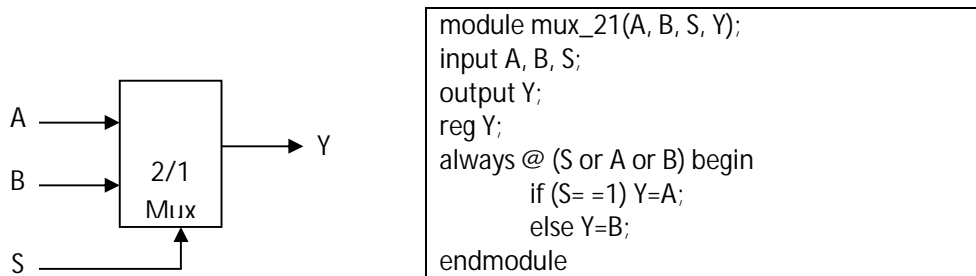 A
B
S
2/1
Mux
Y
module mux_21(A, B, S, Y);
input A, B, S;
output Y;
reg Y;
always @ (S or A or B) begin
if (S= =1) Y=A;
else Y=B;
endmodule